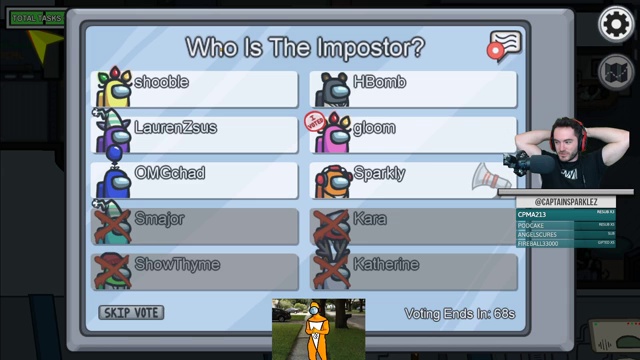 TOTAL TASKS
Who Is The Impostor?
shooble
HBomb
LaurenZsus
I VOTED
gloom
OMGchad
Sparkly
Smajor
Kara
ShowThyme
Katherine
SKIP VOTE
Voting Ends In: 68s
@CAPTAINSPARKLEZ
CPMA213
PODCAKE
ANGELSCURES
FIREBALL33000